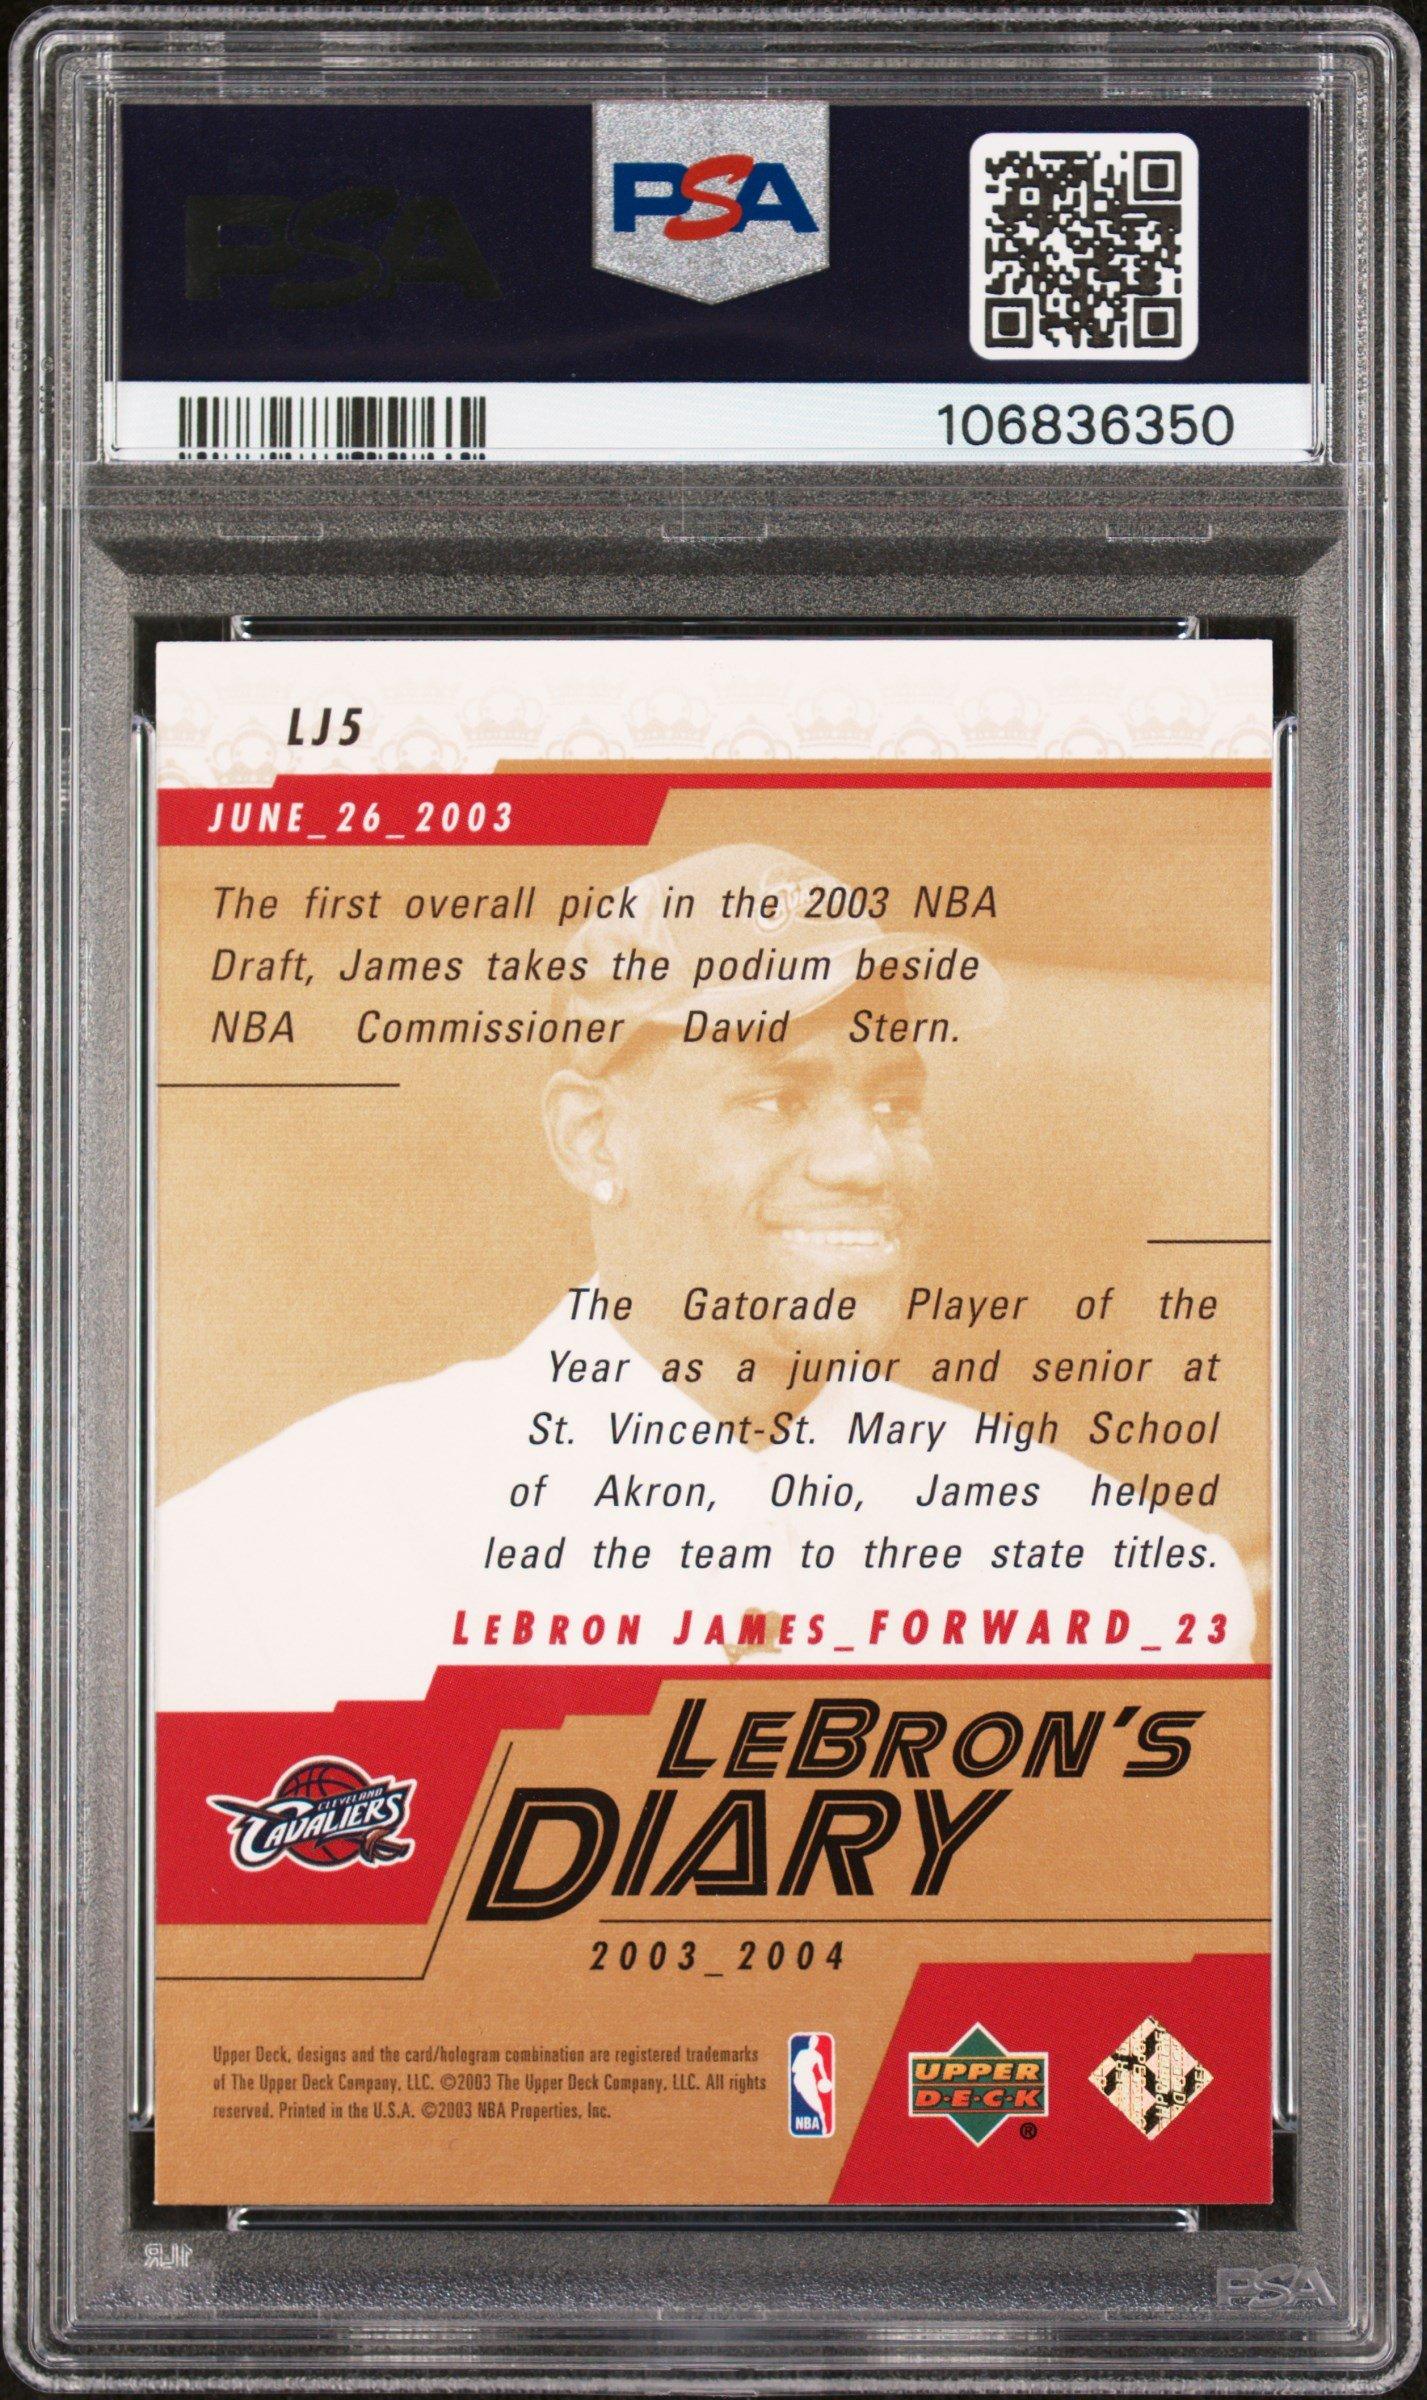 PSA
PSA
106836350
LJ5
JUNE_26_2003
The first overall pick in the 2003 NBA
Draft, James takes the podium beside
NBA Commissioner David Stern.
The Gatorade Player of the
Year as a junior and senior at
St. Vincent-St. Mary High School
of Akron, Ohio, James helped
lead the team to three state titles.
LEBRON JAMES_FORWARD_23
LEBRON'S
DIARY
CLEVELAND
CAVALIERS
2003_2004
Upper Deck, designs and the card/hologram combination are registered trademarks
of The Upper Deck Company, LLC. ©2003 The Upper Deck Company, LLC. All rights
reserved. Printed in the U.S.A. ©2003 NBA Properties, Inc.
NBA
UPPER
D·E·C·K
®
PSA